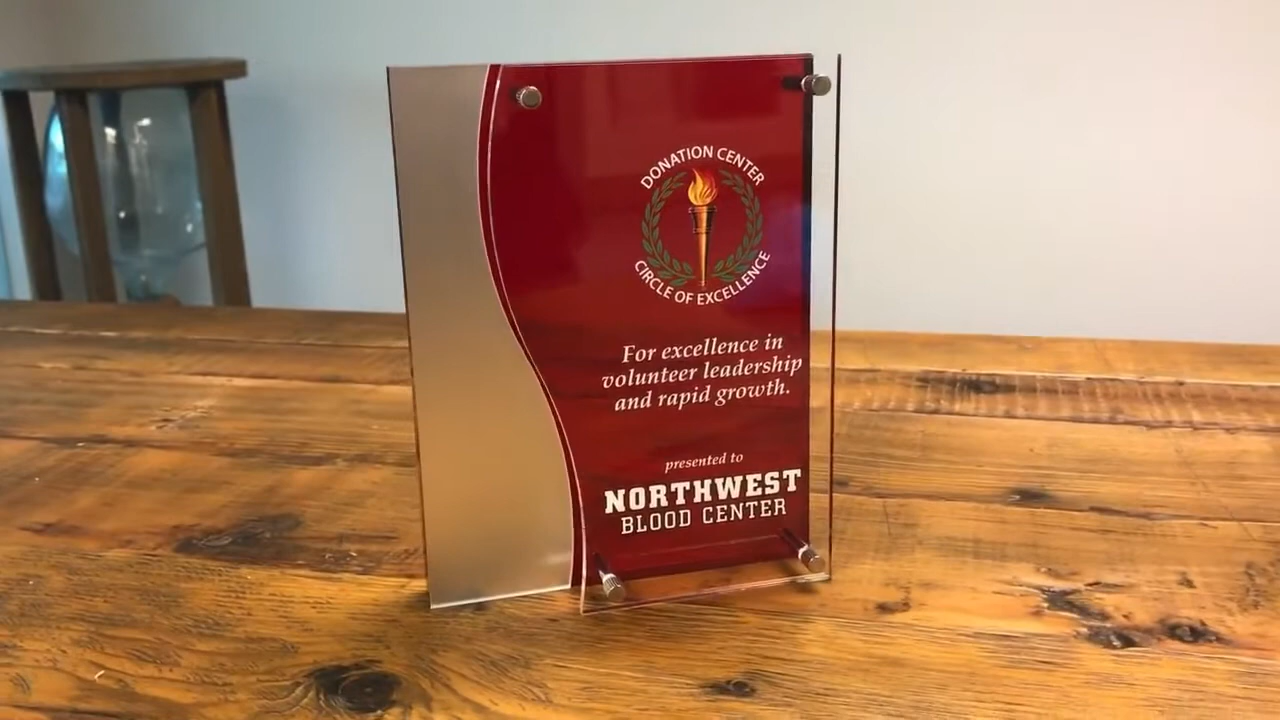 DONATION CENTER
CIRCLE OF EXCELLENCE
For excellence in
volunteer leadership
and rapid growth.
presented to
NORTHWEST
BLOOD CENTER